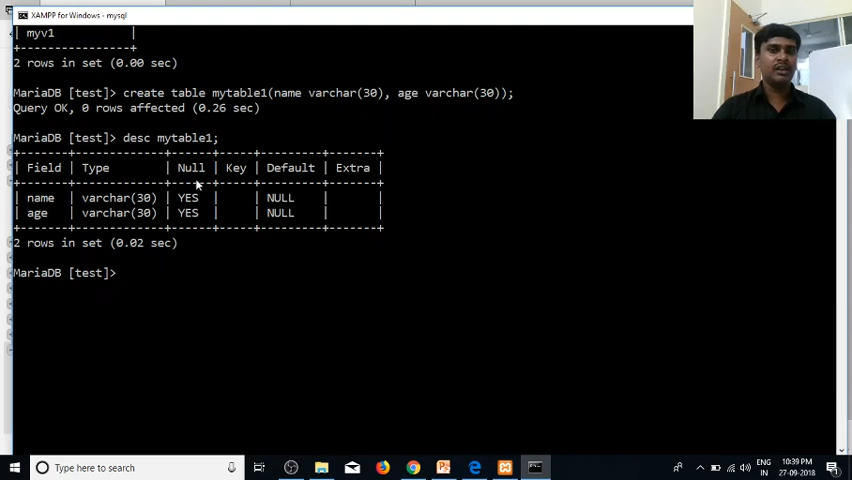 XAMPP for Windows - mysql
| myv1          |
+---------------+
2 rows in set (0.00 sec)
MariaDB [test]> create table mytable1(name varchar(30), age varchar(30));
Query OK, 0 rows affected (0.26 sec)
MariaDB [test]> desc mytable1;
+-------+-------------+------+-----+---------+-------+
| Field | Type        | Null | Key | Default | Extra |
+-------+-------------+------+-----+---------+-------+
| name  | varchar(30) | YES  |     | NULL    |       |
| age   | varchar(30) | YES  |     | NULL    |       |
+-------+-------------+------+-----+---------+-------+
2 rows in set (0.02 sec)
MariaDB [test]>
Type here to search
ENG
IN
10:39 PM
27-09-2018